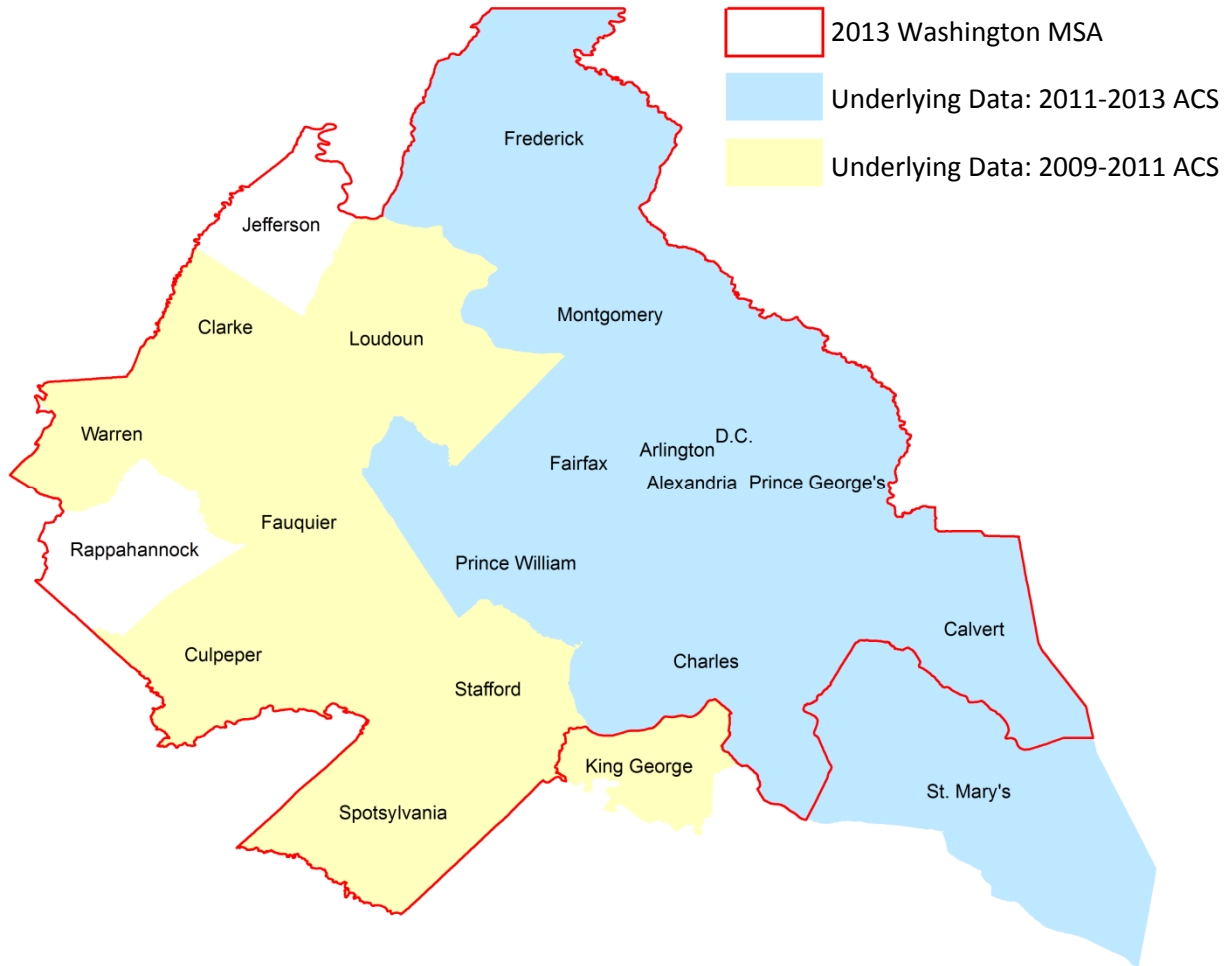 2013 Washington MSA
Underlying Data: 2011-2013 ACS
Underlying Data: 2009-2011 ACS
Frederick
Jefferson
Montgomery
Clarke
Loudoun
Warren
D.C.
Arlington
Fairfax
Alexandria
Prince George's
Fauquier
Rappahannock
Prince William
Calvert
Culpeper
Charles
Stafford
King George
St. Mary's
Spotsylvania